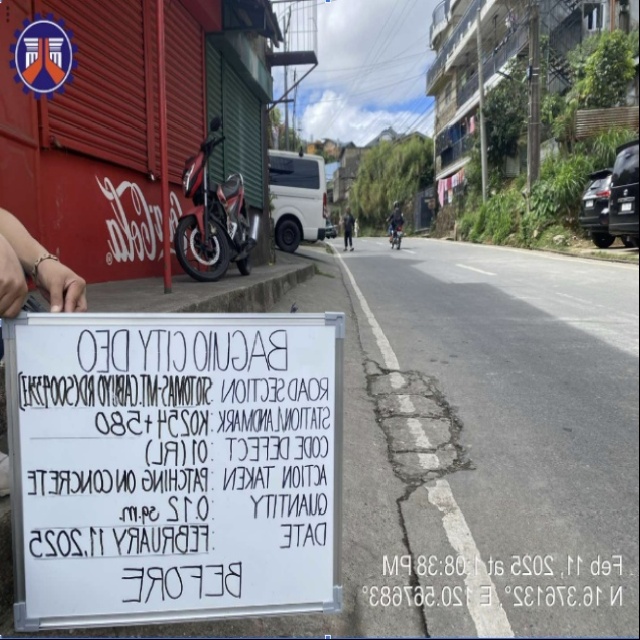 BAGUIO CITY DEO
ROAD SECTION : STO TOMAS-MT. CABUYO RD (S00493N)
STATION/LANDMARK : K0254+580
CODE DEFECT : 01 (RL)
ACTION TAKEN : PATCHING ON CONCRETE
QUANTITY : 0.12 sq.m.
DATE : FEBRUARY 11, 2025
BEFORE
Coca-Cola
Feb 11, 2025 at 1:08:38 PM
N 16.376132°, E 120.567683°